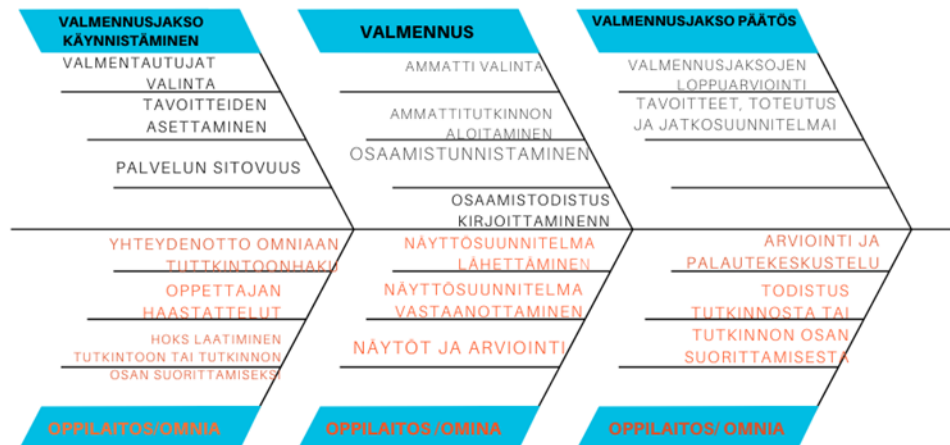 VALMENNUSJAKSO
KÄYNNISTÄMINEN
VALMENTAUTUJAT
VALINTA
TAVOITTEIDEN
ASETTAMINEN
PALVELUN SITOVUUS
VALMENNUS
AMMATTI VALINTA
AMMATTITUTKINNON
ALOITAMINEN
OSAAMISTUNNISTAMINEN
OSAAMISTODISTUS
KIRJOITTAMINENN
VALMENNUSJAKSO PÄÄTÖS
VALMENNUSJAKSOJEN
LOPPUARVIOINTI
TAVOITTEET, TOTEUTUS
JA JATKOSUUNNITELMAI
YHTEYDENOTTO OMNIAAN
TUTTKINTOONHAKU
OPPETTAJAN
HAASTATTELUT
HOKS LAATIMINEN
TUTKINTOON TAI TUTKINNON
OSAN SUORITTAMISEKSI
OPPILAITOS/OMNIA
NÄYTTÖSUUNNITELMA
LÄHETTÄMINEN
NÄYTTÖSUUNNITELMA
VASTAANOTTAMINEN
NÄYTÖT JA ARVIOINTI
OPPILAITOS /OMINA
ARVIOINTI JA
PALAUTEKESKUSTELU
TODISTUS
TUTKINNOSTA TAI
TUTKINNON OSAN
SUORITTAMISESTA
OPPILAITOS/ OMNIA